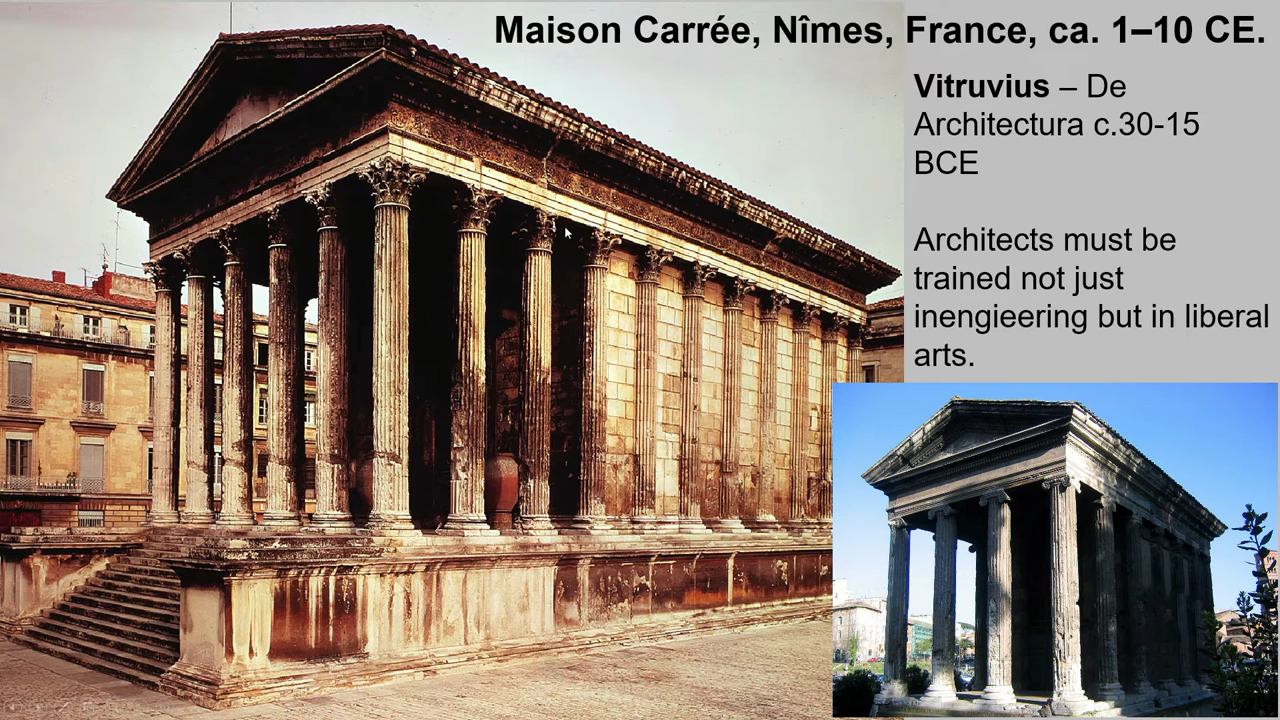 Maison Carrée, Nîmes, France, ca. 1–10 CE.
Vitruvius – De
Architectura c.30-15
BCE
Architects must be
trained not just
inengieering but in liberal
arts.